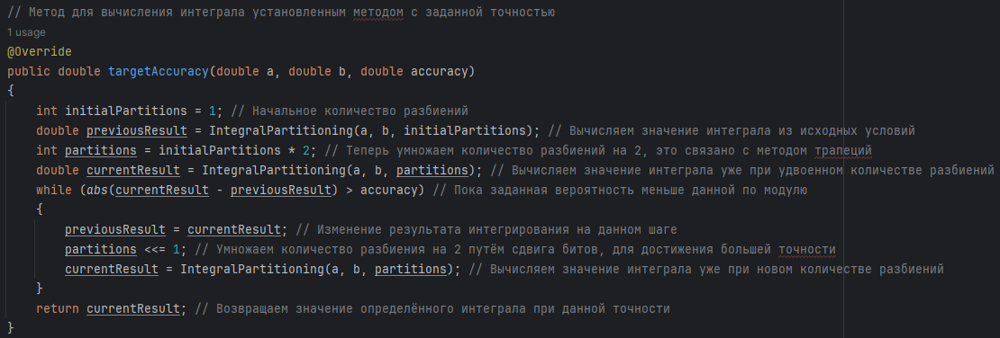 // Метод для вычисления интеграла установленным методом с заданной точностью
1 usage
@Override
public double targetAccuracy(double a, double b, double accuracy)
{
    int initialPartitions = 1; // Начальное количество разбиений
    double previousResult = IntegralPartitioning(a, b, initialPartitions); // Вычисляем значение интеграла из исходных условий
    int partitions = initialPartitions * 2; // Теперь умножаем количество разбиений на 2, это связано с методом трапеций
    double currentResult = IntegralPartitioning(a, b, partitions); // Вычисляем значение интеграла уже при удвоенном количестве разбиений
    while (abs(currentResult - previousResult) > accuracy) // Пока заданная вероятность меньше данной по модулю
    {
        previousResult = currentResult; // Изменение результата интегрирования на данном шаге
        partitions <<= 1; // Умножаем количество разбиения на 2 путём сдвига битов, для достижения большей точности
        currentResult = IntegralPartitioning(a, b, partitions); // Вычисляем значение интеграла уже при новом количестве разбиений
    }
    return currentResult; // Возвращаем значение определённого интеграла при данной точности
}